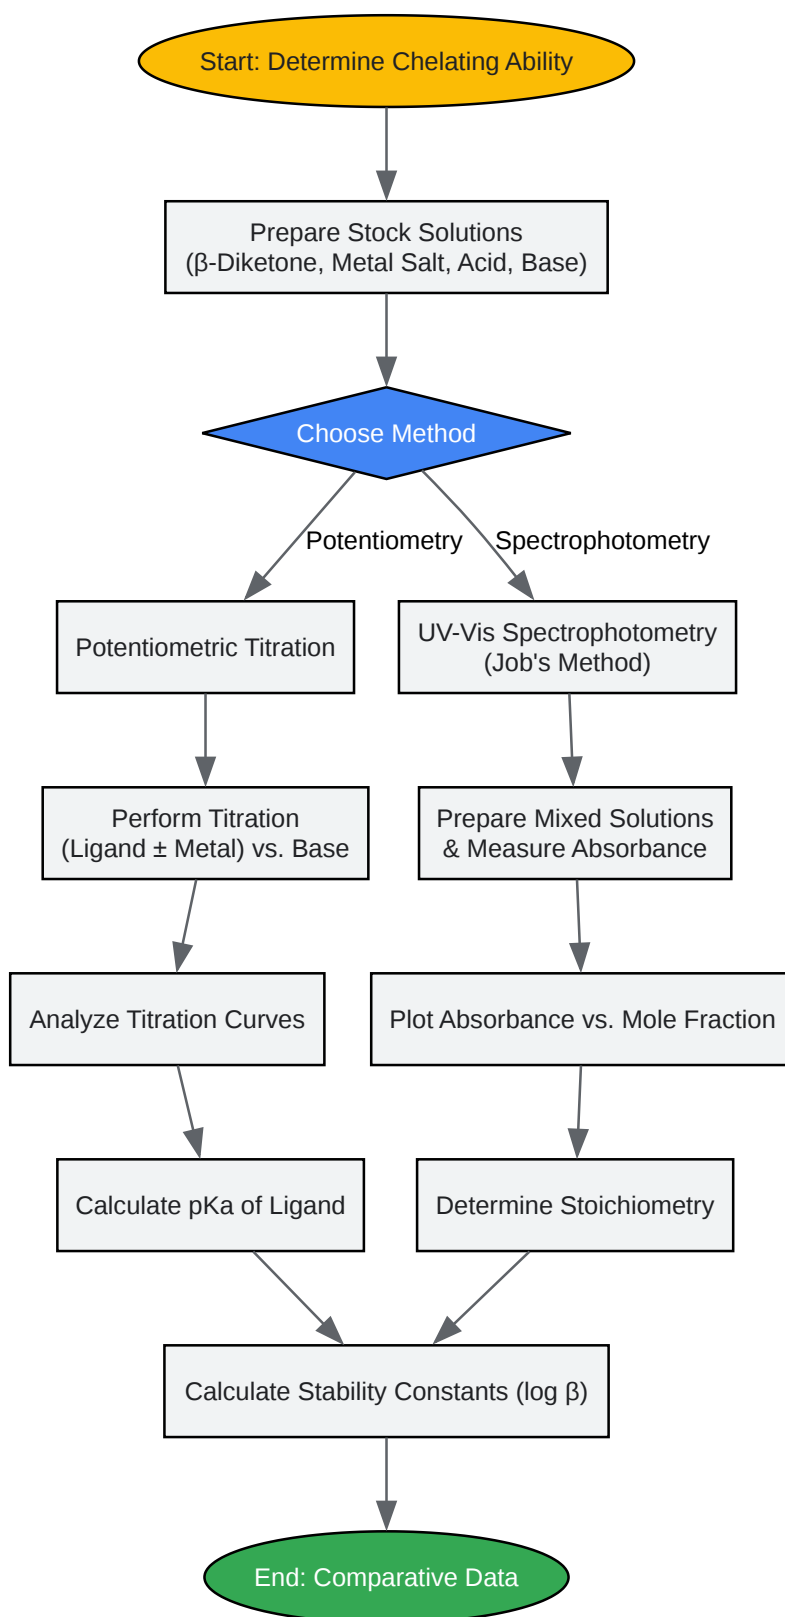 Start: Determine Chelating Ability
Prepare Stock Solutions
(β-Diketone, Metal Salt, Acid, Base)
Choose Method
Potentiometry
Spectrophotometry
Potentiometric Titration
UV-Vis Spectrophotometry
(Job's Method)
Perform Titration
(Ligand ± Metal) vs. Base
Prepare Mixed Solutions
& Measure Absorbance
Analyze Titration Curves
Plot Absorbance vs. Mole Fraction
Calculate pKa of Ligand
Determine Stoichiometry
Calculate Stability Constants (log β)
End: Comparative Data